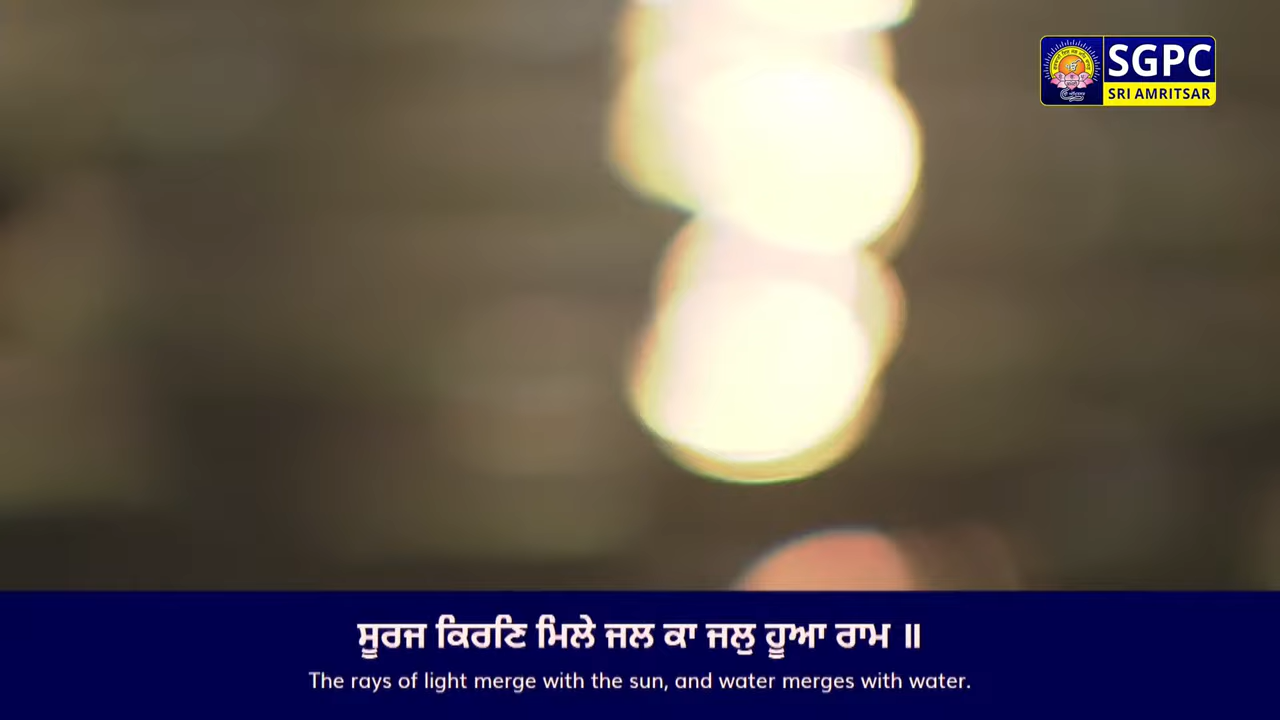 SGPC
SRI AMRITSAR
ਸੂਰਜ ਕਿਰਣਿ ਮਿਲੇ ਜਲ ਕਾ ਜਲੁ ਹੂਆ ਰਾਮ ॥
The rays of light merge with the sun, and water merges with water.